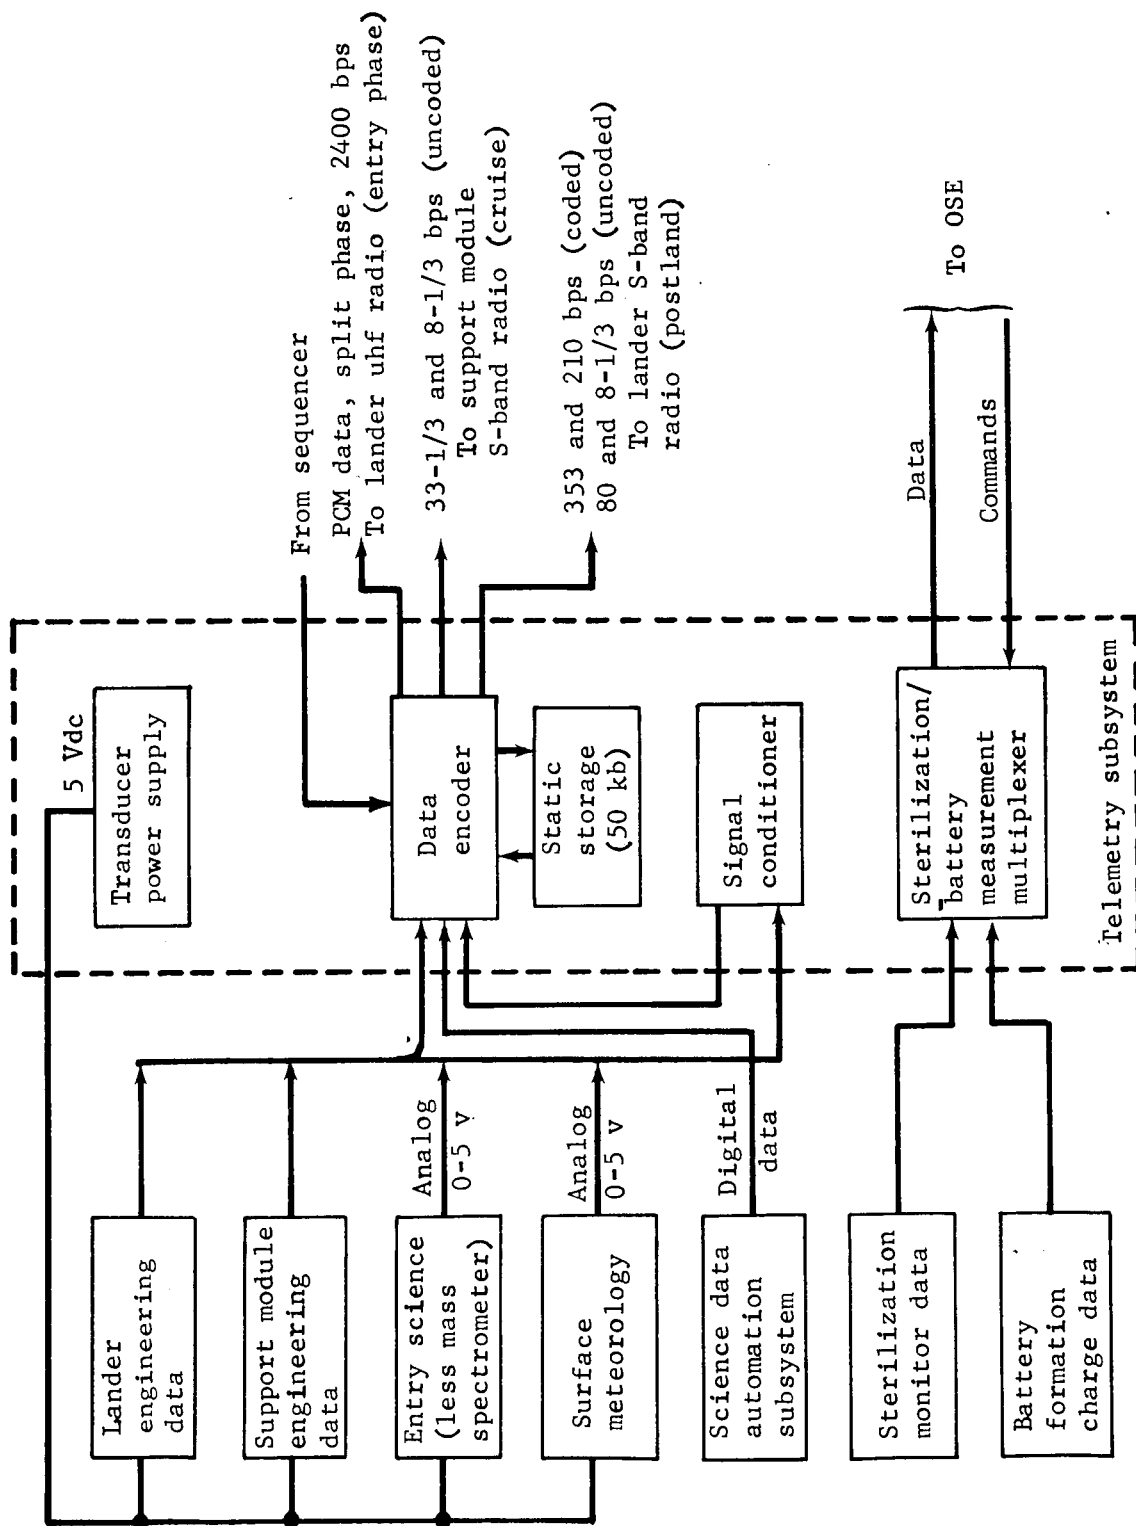 5 Vdc
Transducer
power supply
From sequencer
PCM data, split phase, 2400 bps
To lander uhf radio (entry phase)
33-1/3 and 8-1/3 bps (uncoded)
To support module
S-band radio (cruise)
353 and 210 bps (coded)
80 and 8-1/3 bps (uncoded)
To lander S-band
radio (postland)
Data
encoder
Static
storage
(50 kb)
Signal
conditioner
Sterilization/
battery
measurement
multiplexer
Data
Commands
To OSE
Telemetry subsystem
Lander
engineering
data
Support module
engineering
data
Entry science
(less mass
spectrometer)
Analog
0-5 v
Surface
meteorology
Analog
0-5 v
Science data
automation
subsystem
Digital
data
Sterilization
monitor data
Battery
formation
charge data